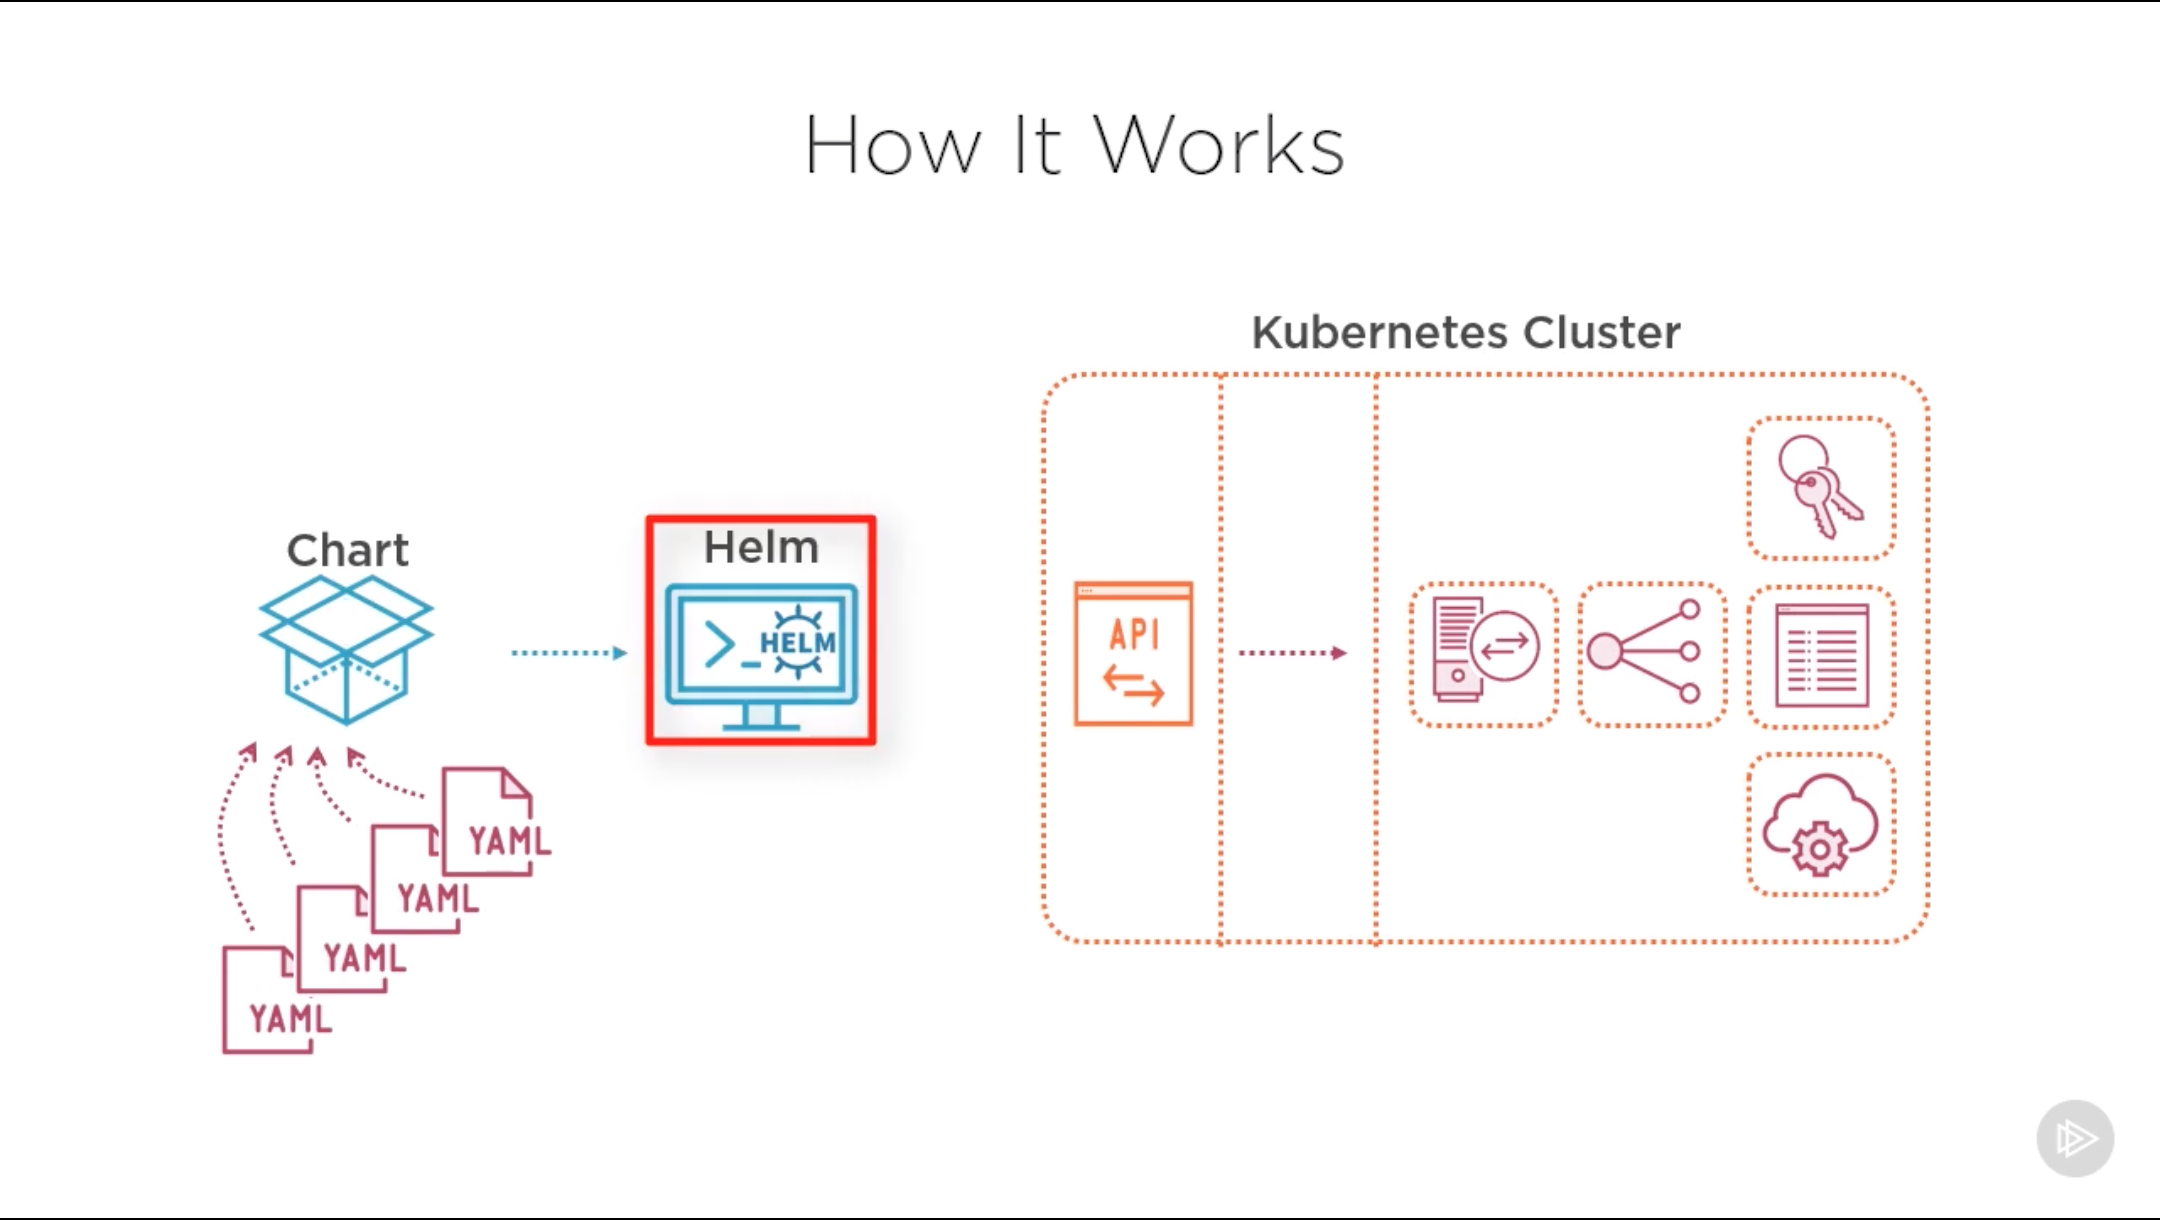 How It Works
Kubernetes Cluster
Chart
Helm
>_ HELM
API
YAML
YAML
YAML
YAML